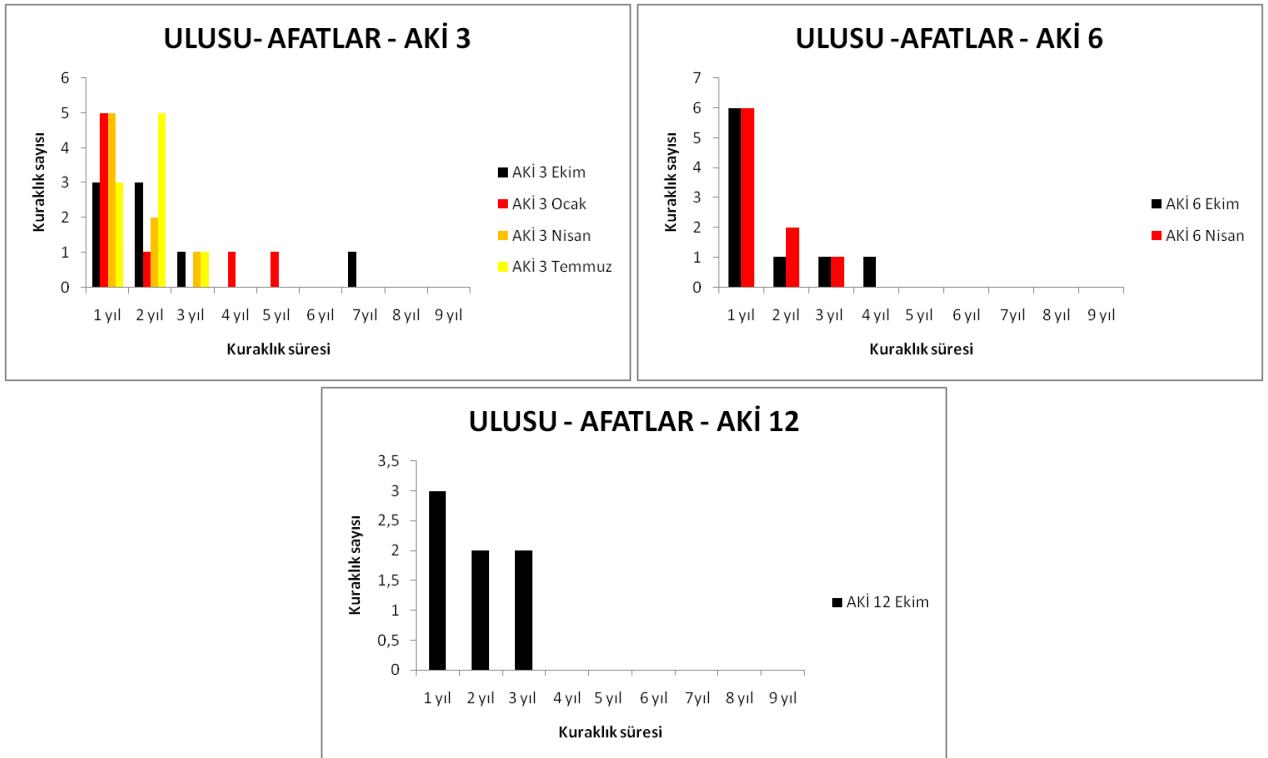 ULUSU- AFATLAR - AKİ 3
Kuraklık sayısı
6
5
4
3
2
1
0
1 yıl 2 yıl 3 yıl 4 yıl 5 yıl 6 yıl 7yıl 8 yıl 9 yıl
Kuraklık süresi
AKİ 3 Ekim
AKİ 3 Ocak
AKİ 3 Nisan
AKİ 3 Temmuz
ULUSU -AFATLAR - AKİ 6
Kuraklık sayısı
7
6
5
4
3
2
1
0
1 yıl 2 yıl 3 yıl 4 yıl 5 yıl 6 yıl 7yıl 8 yıl 9 yıl
Kuraklık süresi
AKİ 6 Ekim
AKİ 6 Nisan
ULUSU - AFATLAR - AKİ 12
Kuraklık sayısı
3,5
3
2,5
2
1,5
1
0,5
0
1 yıl 2 yıl 3 yıl 4 yıl 5 yıl 6 yıl 7yıl 8 yıl 9 yıl
Kuraklık süresi
AKİ 12 Ekim